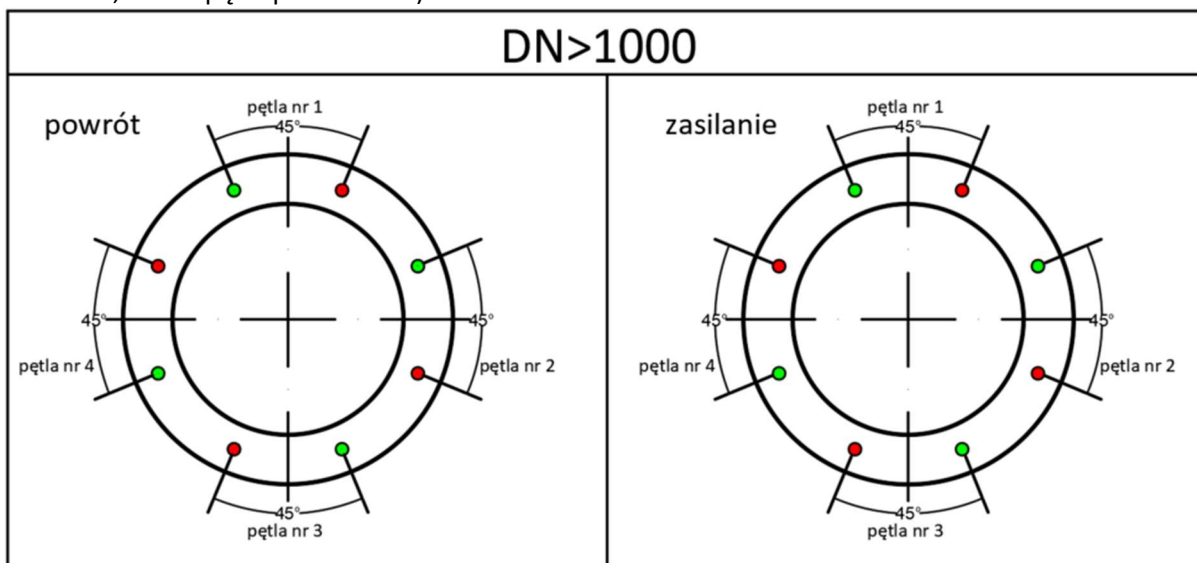 DN>1000
powrót
pętla nr 1
45°
45°
45°
pętla nr 4
pętla nr 2
45°
pętla nr 3
zasilanie
pętla nr 1
45°
45°
45°
pętla nr 4
pętla nr 2
45°
pętla nr 3